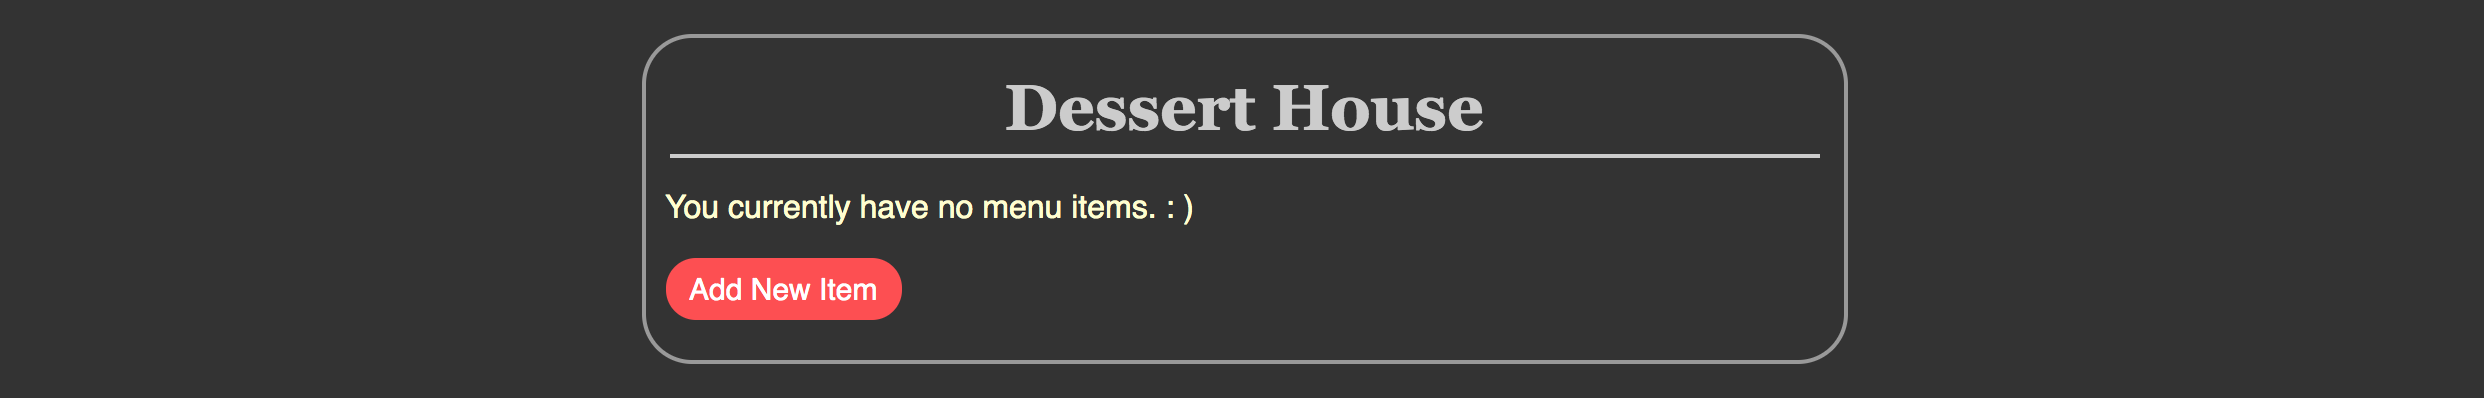 Dessert House
You currently have no menu items. : )
Add New Item